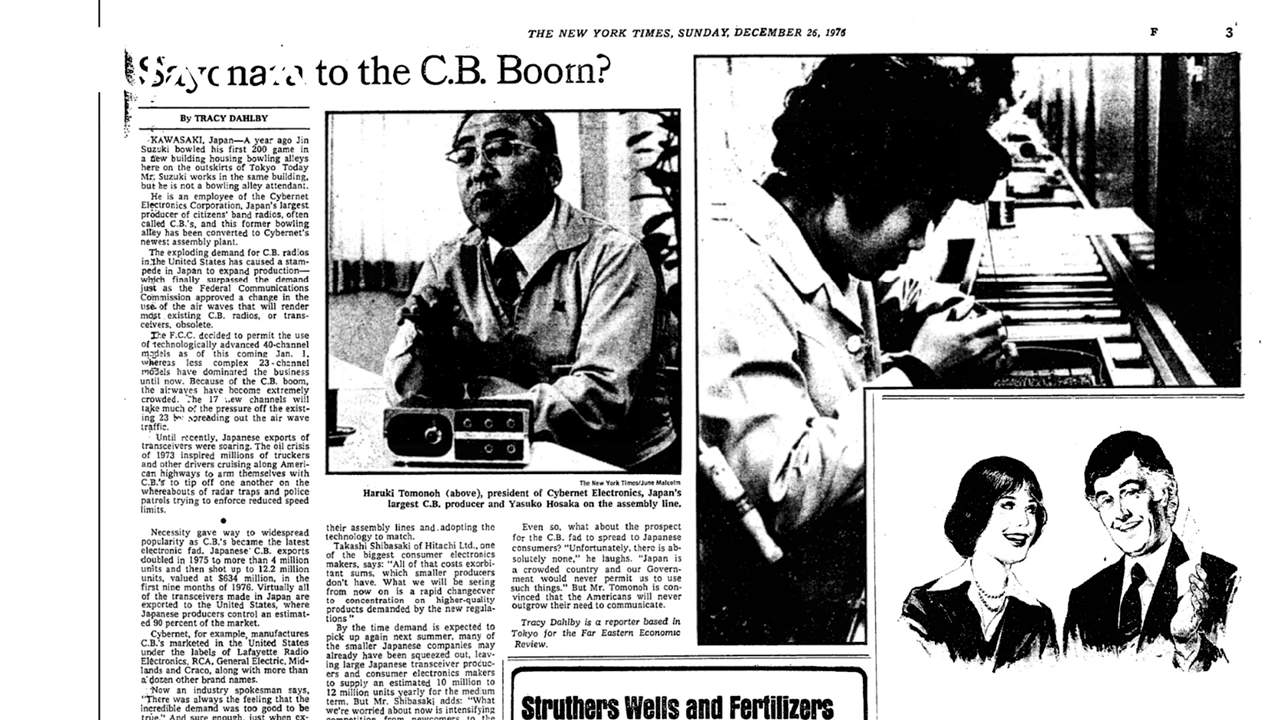 THE NEW YORK TIMES, SUNDAY, DECEMBER 26, 1976
F
3
Sayonara to the C.B. Boom?
By TRACY DAHLBY
KAWASAKI, Japan—A year ago Jin
Suzuki bowled his first 200 game in
a new building housing bowling alleys
here on the outskirts of Tokyo Today
Mr. Suzuki works in the same building,
but he is not a bowling alley attendant.
He is an employee of the Cybernet
Electronics Corporation, Japan's largest
producer of citizens' band radios, often
called C.B.'s, and this former bowling
alley has been converted to Cybernet's
newest assembly plant.
The exploding demand for C.B. radios
in the United States has caused a stam-
pede in Japan to expand production—
which finally surpassed the demand
just as the Federal Communications
Commission approved a change in the
use of the air waves that will render
most existing C.B. radios, or trans-
ceivers, obsolete.
The F.C.C. decided to permit the use
of technologically advanced 40-channel
models as of this coming Jan. 1,
whereas less complex 23-channel
models have dominated the business
until now. Because of the C.B. boom,
the airwaves have become extremely
crowded. The 17 new channels will
take much of the pressure off the exist-
ing 23 by spreading out the air wave
traffic.
Until recently, Japanese exports of
transceivers were soaring. The oil crisis
of 1973 inspired millions of truckers
and other drivers cruising along Ameri-
can highways to arm themselves with
C.B.'s to tip off one another on the
whereabouts of radar traps and police
patrols trying to enforce reduced speed
limits.
Necessity gave way to widespread
popularity as C.B.'s became the latest
electronic fad. Japanese C.B. exports
doubled in 1975 to more than 4 million
units and then shot up to 12.2 million
units, valued at $634 million, in the
first nine months of 1976. Virtually all
of the transceivers made in Japan are
exported to the United States, where
Japanese producers control an estimat-
ed 90 percent of the market.
Cybernet, for example, manufactures
C.B.'s marketed in the United States
under the labels of Lafayette Radio
Electronics, RCA, General Electric, Mid-
lands and Craco, along with more than
a dozen other brand names.
Now an industry spokesman says,
"There was always the feeling that the
incredible demand was too good to be
true." And sure enough, just when ex-
The New York Times/June Malcolm
Haruki Tomonoh (above), president of Cybernet Electronics, Japan's
largest C.B. producer and Yasuko Hosaka on the assembly line.
their assembly lines and adopting the
technology to match.
Takashi Shibasaki of Hitachi Ltd., one
of the biggest consumer electronics
makers, says: "All of that costs exorbi-
tant sums, which smaller producers
don't have. What we will be seeing
from now on is a rapid changeover
to concentration on higher-quality
products demanded by the new regula-
tions"
By the time demand is expected to
pick up again next summer, many of
the smaller Japanese companies may
already have been squeezed out, leav-
ing large Japanese transceiver produc-
ers and consumer electronics makers
to supply an estimated 10 million to
12 million units yearly for the medium
term. But Mr. Shibasaki adds: "What
we're worried about now is intensifying
competition from newcomers to the
Even so, what about the prospect
for the C.B. fad to spread to Japanese
consumers? "Unfortunately, there is ab-
solutely none," he laughs. "Japan is
a crowded country and our Govern-
ment would never permit us to use
such things." But Mr. Tomonoh is con-
vinced that the Americans will never
outgrow their need to communicate.
Tracy Dahlby is a reporter based in
Tokyo for the Far Eastern Economic
Review.
Struthers Wells and Fertilizers